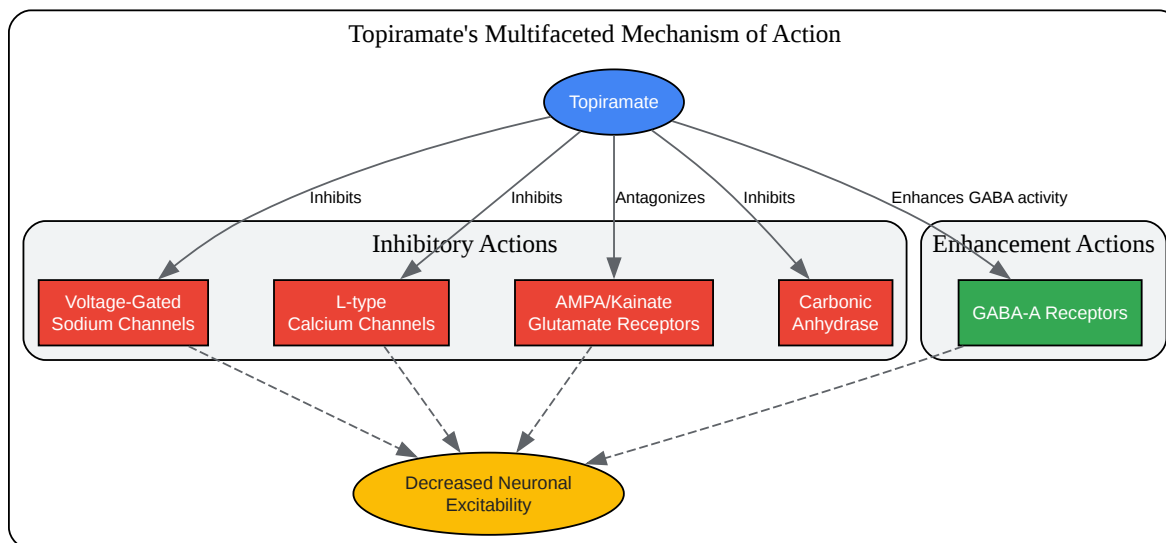 Topiramate's Multifaceted Mechanism of Action
Topiramate
Inhibits
Inhibits
Antagonizes
Inhibits
Enhances GABA activity
Inhibitory Actions
Enhancement Actions
Voltage-Gated
Sodium Channels
L-type
Calcium Channels
AMPA/Kainate
Glutamate Receptors
Carbonic
Anhydrase
GABA-A Receptors
Decreased Neuronal
Excitability